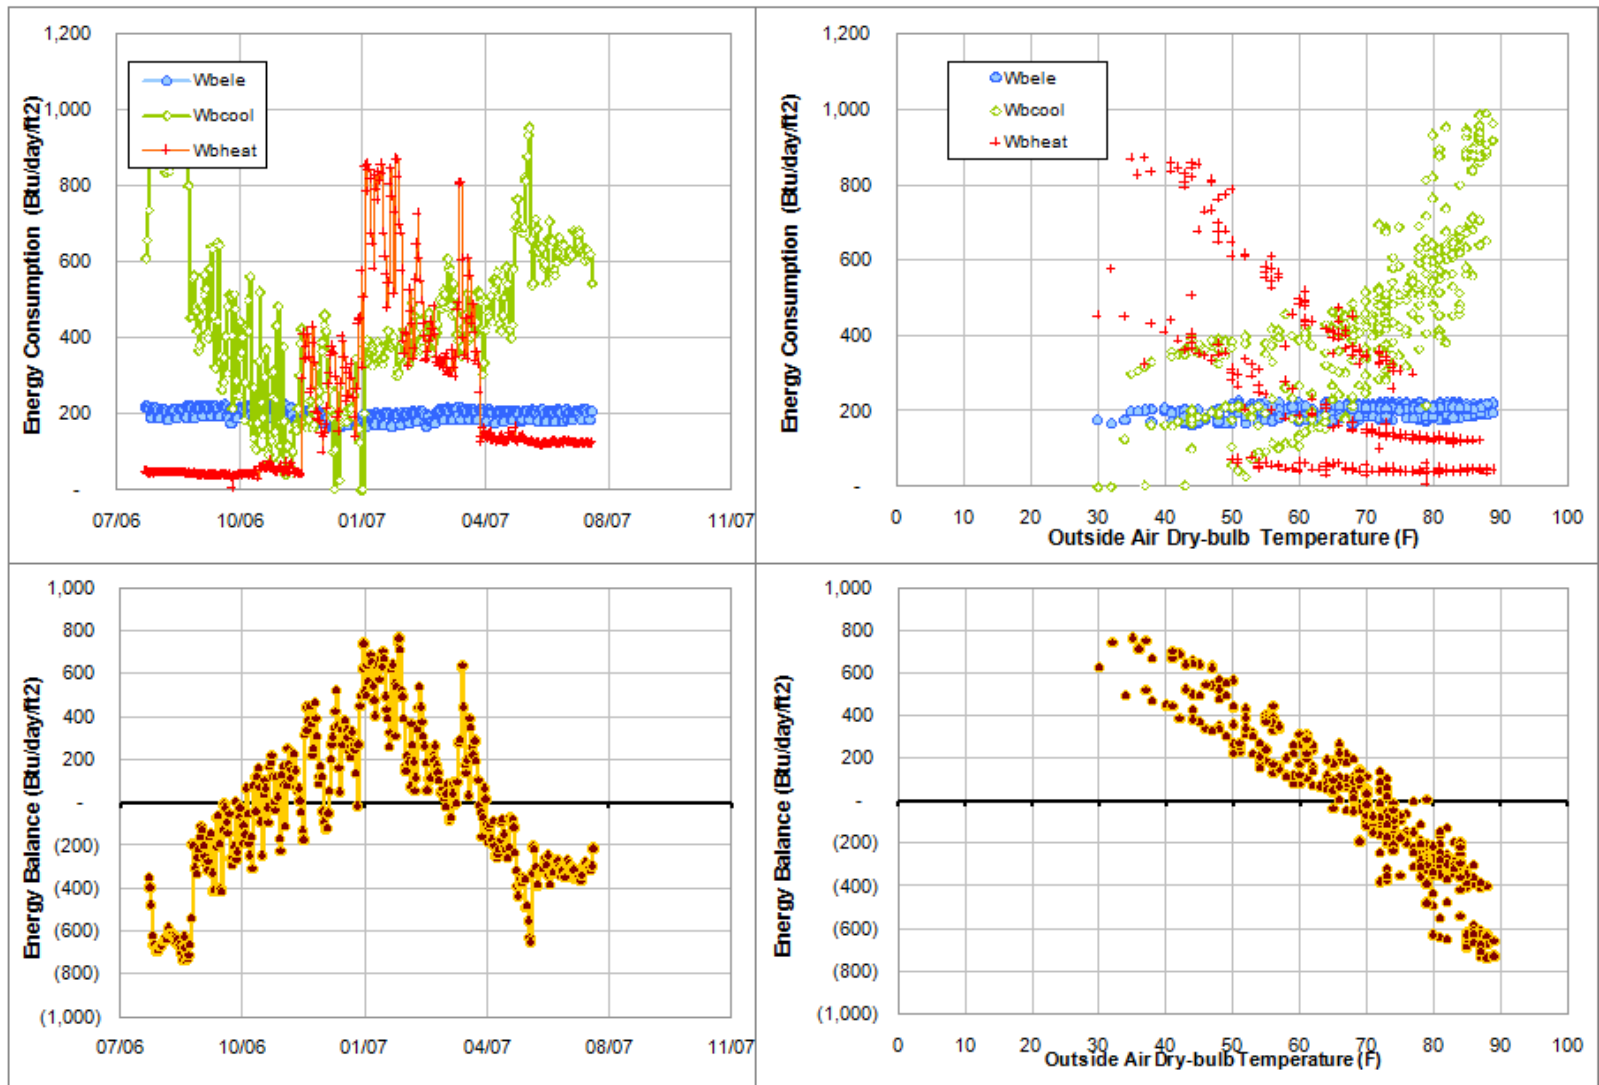 1,200
1,000
800
600
400
200
-
07/06 10/06 01/07 04/07 08/07 11/07
Energy Consumption (Btu/day/ft2)
Wbele
Wbcool
Wbheat
1,200
1,000
800
600
400
200
-
0 10 20 30 40 50 60 70 80 90 100
Outside Air Dry-bulb Temperature (F)
Energy Consumption (Btu/day/ft2)
Wbele
Wbcool
Wbheat
1,000
800
600
400
200
-
(200)
(400)
(600)
(800)
(1,000)
07/06 10/06 01/07 04/07 08/07 11/07
Energy Balance (Btu/day/ft2)
1,000
800
600
400
200
-
(200)
(400)
(600)
(800)
(1,000)
0 10 20 30 40 50 60 70 80 90 100
Outside Air Dry-bulb Temperature (F)
Energy Balance (Btu/day/ft2)